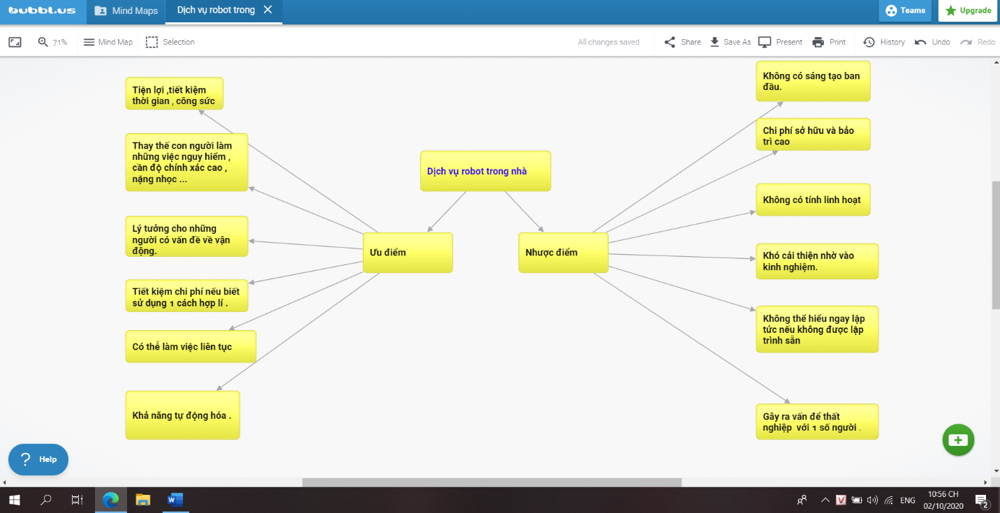 bubbl.us
Mind Maps
Dịch vụ robot trong
Teams
Upgrade
71%
Mind Map
Selection
All changes saved
Share
Save As
Present
Print
History
Undo
Redo
Tiện lợi ,tiết kiệm
thời gian , công sức
Thay thế con người làm
những việc nguy hiểm ,
cần độ chính xác cao ,
nặng nhọc ...
Lý tưởng cho những
người có vấn đề về vận
động.
Tiết kiệm chi phí nếu biết
sử dụng 1 cách hợp lí .
Có thể làm việc liên tục
Khả năng tự động hóa .
Dịch vụ robot trong nhà
Ưu điểm
Nhược điểm
Không có sáng tạo ban
đầu.
Chi phí sở hữu và bảo
trì cao
Không có tính linh hoạt
Khó cải thiện nhờ vào
kinh nghiệm.
Không thể hiểu ngay lập
tức nếu không được lập
trình sẵn
Gây ra vấn để thất
nghiệp với 1 số người .
? Help
ENG
10:56 CH
02/10/2020
2